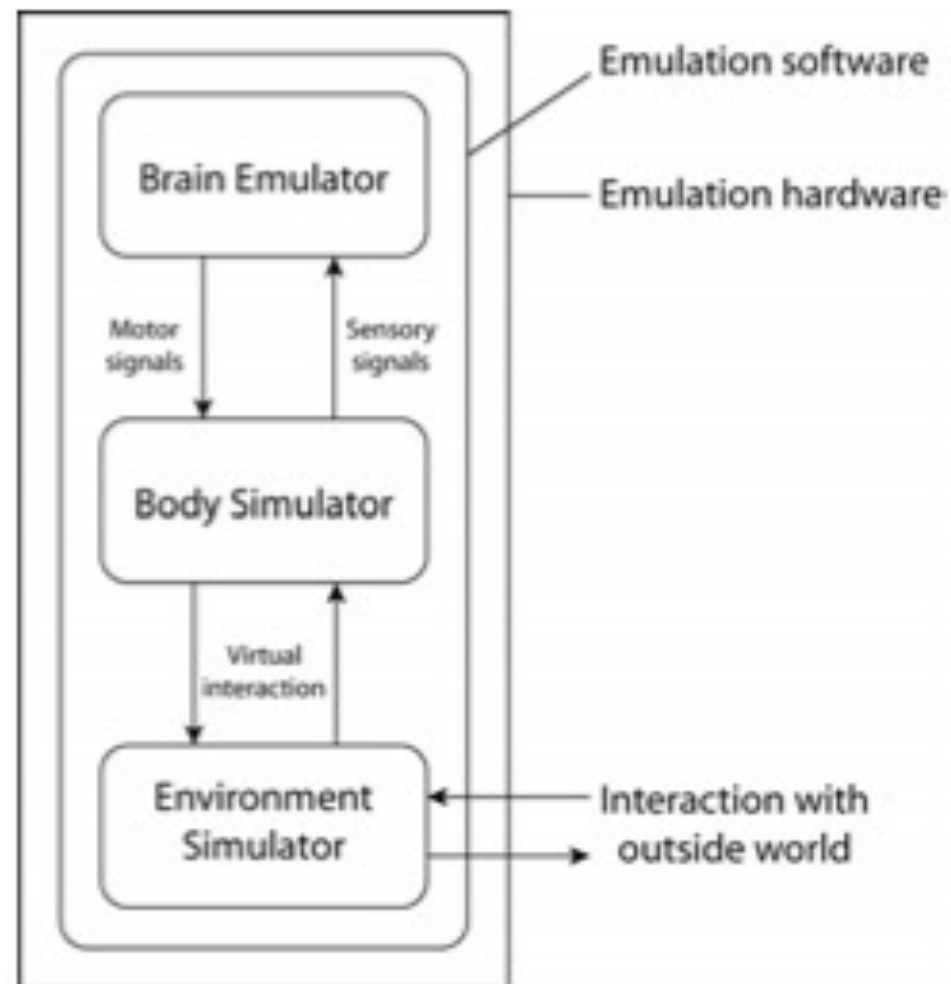 Emulation software
Brain Emulator
Emulation hardware
Motor
signals
Sensory
signals
Body Simulator
Virtual
interaction
Environment
Simulator
Interaction with
outside world